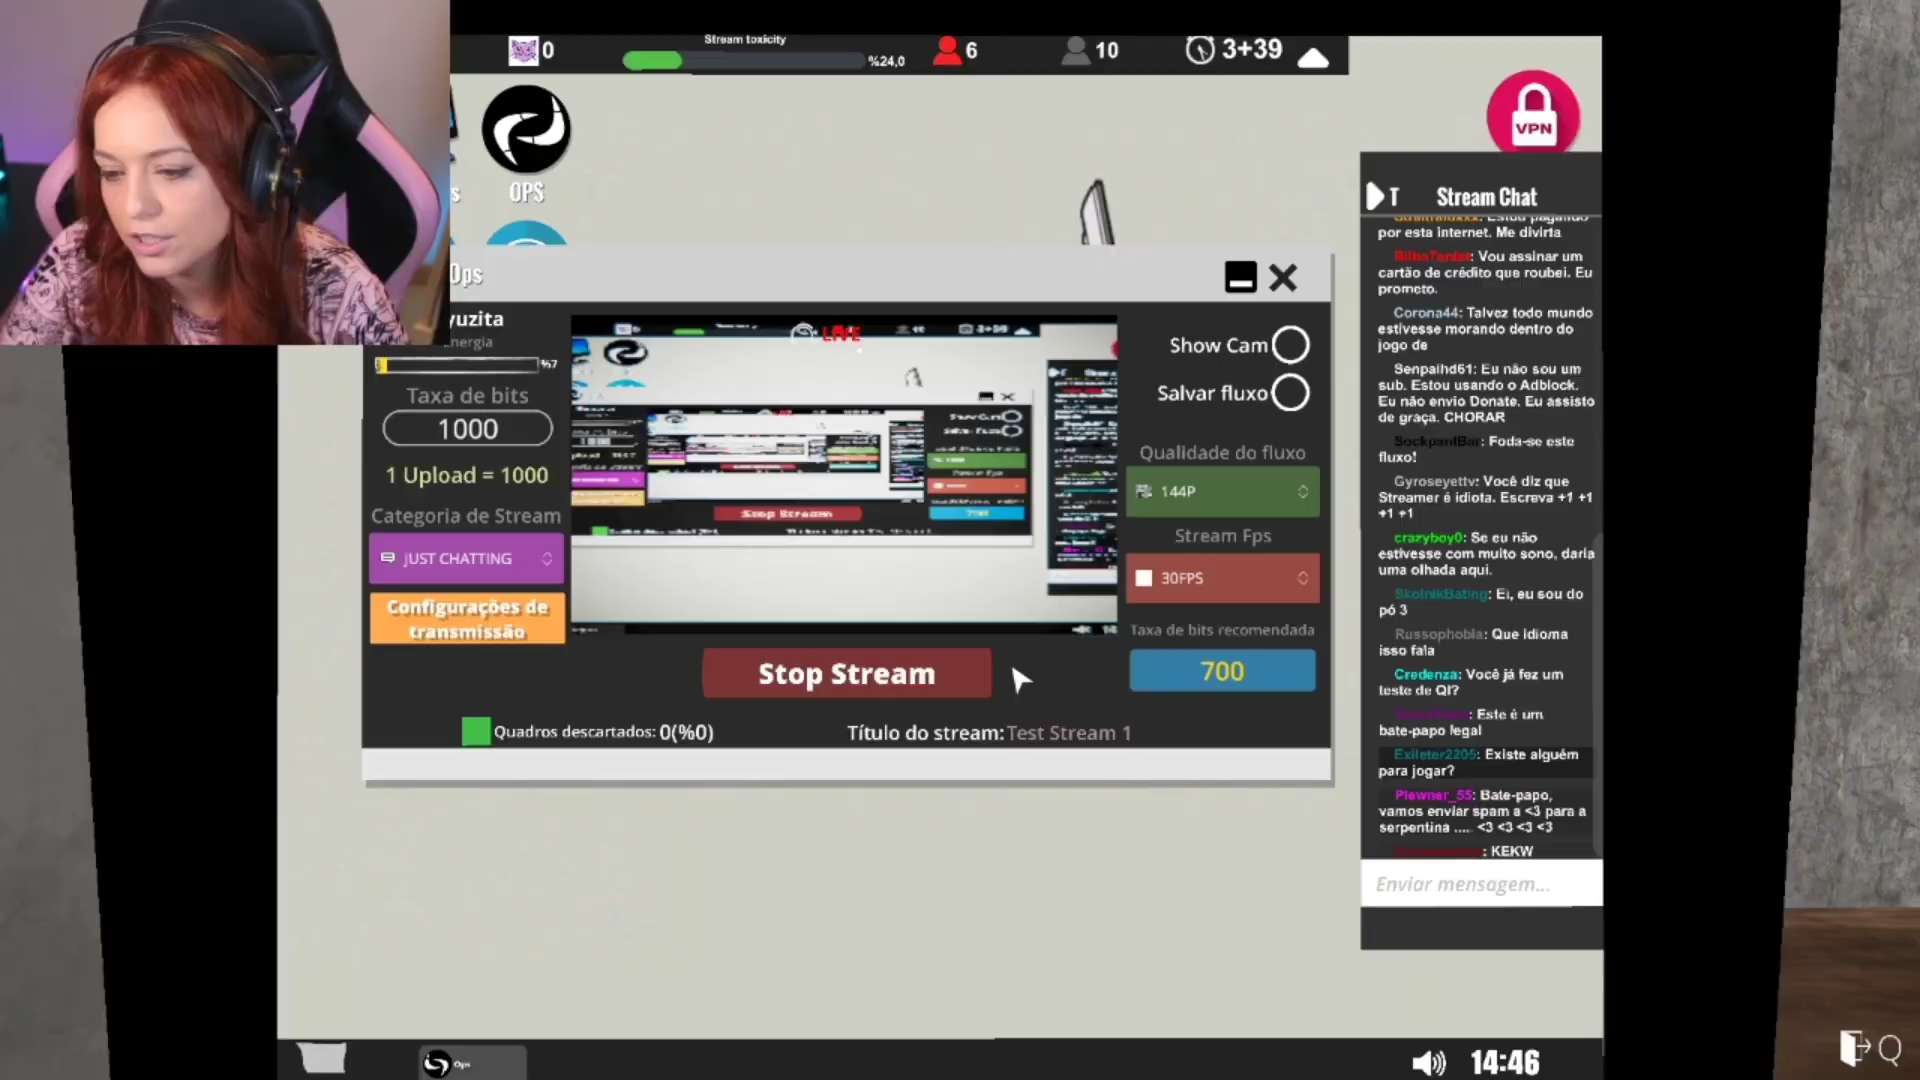 0
Stream toxicity
%24,0
6
10
3+39
VPN
OPS
s
T
Stream Chat
por esta internet. Me divirta
Vou assinar um
cartão de crédito que roubei. Eu
prometo.
Corona44: Talvez todo mundo
estivesse morando dentro do
jogo de
Senpaihd61: Eu não sou um
sub. Estou usando o Adblock.
Eu não envio Donate. Eu assisto
de graça. CHORAR
SockpantBar: Foda-se este
fluxo!
Gyroseyettv: Você diz que
Streamer é idiota. Escreva +1 +1
+1 +1
crazyboy0: Se eu não
estivesse com muito sono, daria
uma olhada aqui.
SkolnikBating: Ei, eu sou do
pó 3
Russophobia: Que idioma
isso fala
Credenza: Você já fez um
teste de QI?
: Este é um
bate-papo legal
Exileter2205: Existe alguém
para jogar?
Plewner_55: Bate-papo,
vamos enviar spam a <3 para a
serpentina .... <3 <3 <3 <3
: KEKW
Enviar mensagem...
Ops
yuzita
nergia
%7
Taxa de bits
1000
1 Upload = 1000
Categoria de Stream
JUST CHATTING
Configurações de
transmissão
LIVE
Stop Stream
Show Cam
Salvar fluxo
Qualidade do fluxo
144P
Stream Fps
30FPS
Taxa de bits recomendada
700
Stop Stream
Quadros descartados: 0(%0)
Título do stream: Test Stream 1
Ops
14:46
Q